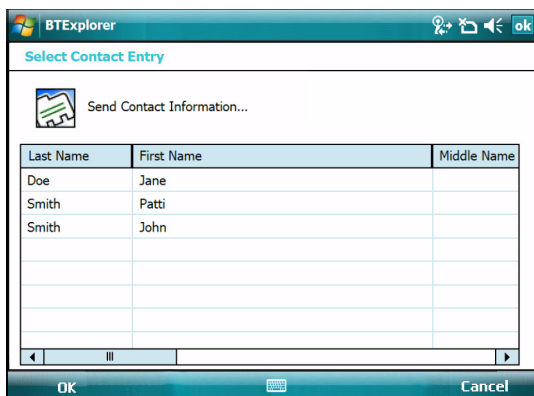 BTExplorer ok
Select Contact Entry
Send Contact Information...
Last Name First Name Middle Name
Doe Jane
Smith Patti
Smith John
OK Cancel